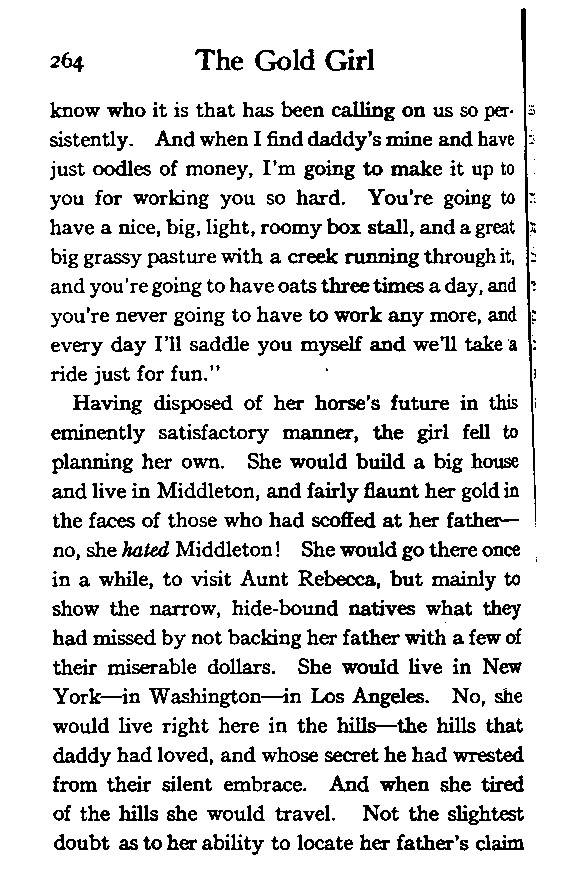 264 The Gold Girl
know who it is that has been calling on us so per-
sistently. And when I find daddy's mine and have
just oodles of money, I'm going to make it up to
you for working you so hard. You're going to
have a nice, big, light, roomy box stall, and a great
big grassy pasture with a creek running through it,
and you're going to have oats three times a day, and
you're never going to have to work any more, and
every day I'll saddle you myself and we'll take a
ride just for fun."
Having disposed of her horse's future in this
eminently satisfactory manner, the girl fell to
planning her own. She would build a big house
and live in Middleton, and fairly flaunt her gold in
the faces of those who had scoffed at her father—
no, she hated Middleton! She would go there once
in a while, to visit Aunt Rebecca, but mainly to
show the narrow, hide-bound natives what they
had missed by not backing her father with a few of
their miserable dollars. She would live in New
York—in Washington—in Los Angeles. No, she
would live right here in the hills—the hills that
daddy had loved, and whose secret he had wrested
from their silent embrace. And when she tired
of the hills she would travel. Not the slightest
doubt as to her ability to locate her father's claim